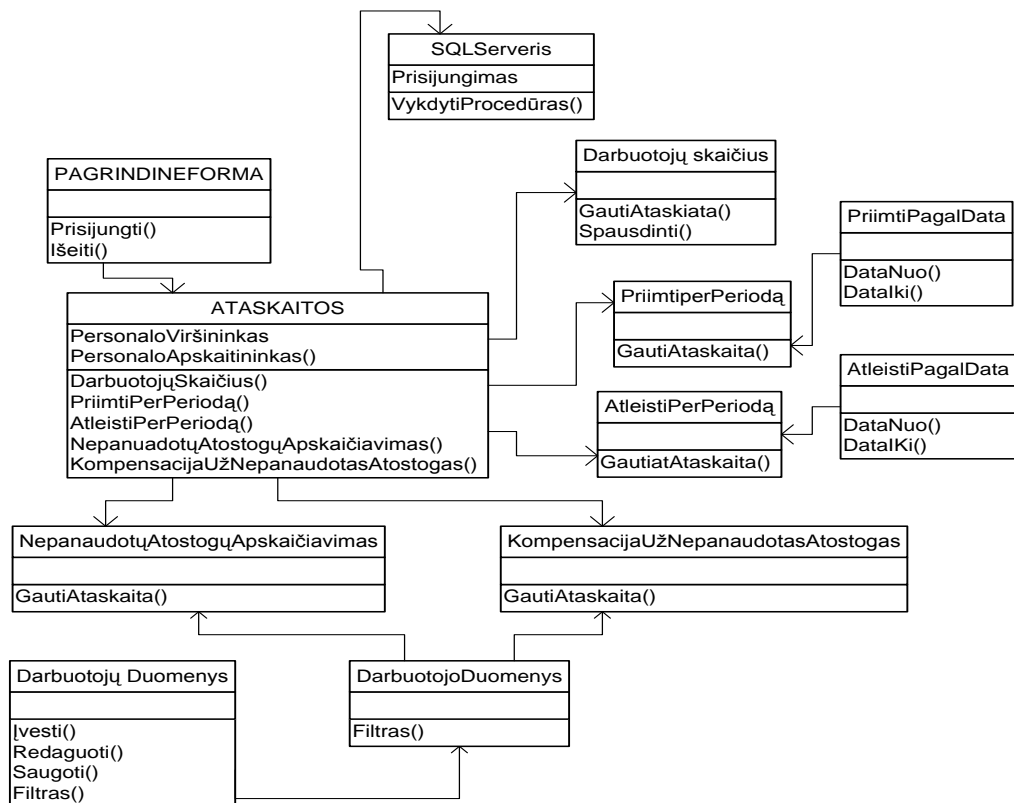 SQLServeris
Prisijungimas
VykdytiProcedūras()
Darbuotojų skaičius
GautiAtaskiata()
Spausdinti()
PAGRINDINEFORMA
Prisijungti()
Išeiti()
PriimtiPagalData
DataNuo()
DataIki()
ATASKAITOS
PersonaloViršininkas
PersonaloApskaitininkas()
DarbuotojųSkaičius()
PriimtiPerPeriodą()
AtleistiPerPeriodą()
NepanuadotųAtostogųApskaičiavimas()
KompensacijaUžNepanaudotasAtostogas()
PriimtiperPeriodą
GautiAtaskaita()
AtleistiPagalData
DataNuo()
DataIKi()
AtleistiPerPeriodą
GautiatAtaskaita()
NepanaudotųAtostogųApskaičiavimas
GautiAtaskaita()
KompensacijaUžNepanaudotasAtostogas
GautiAtaskaita()
Darbuotojų Duomenys
Įvesti()
Redaguoti()
Saugoti()
Filtras()
DarbuotojoDuomenys
Filtras()